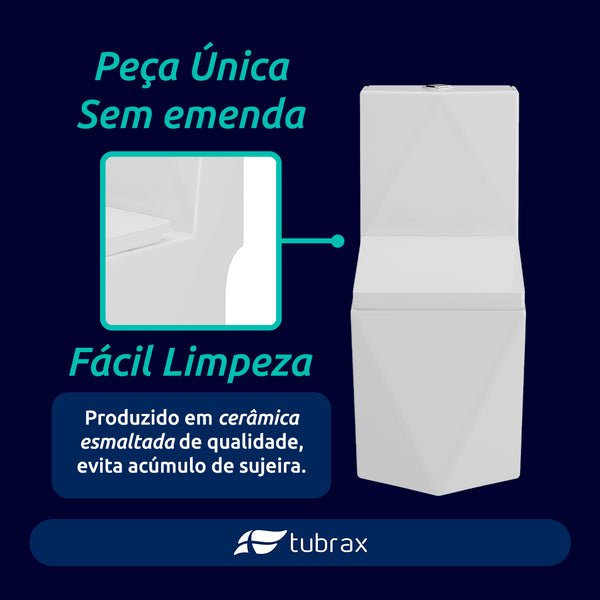 Peça Única
Sem emenda
Fácil Limpeza
Produzido em cerâmica
esmaltada de qualidade,
evita acúmulo de sujeira.
tubrax